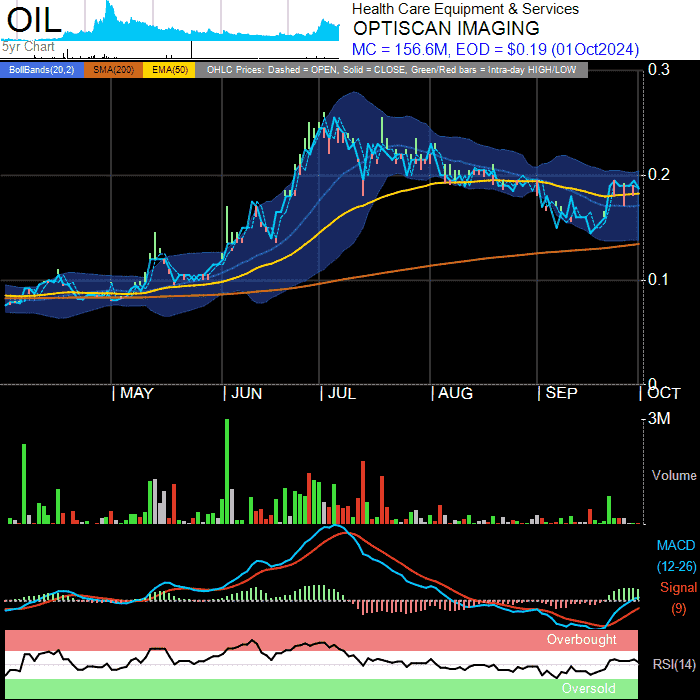 OIL
5yr Chart
Health Care Equipment & Services
OPTISCAN IMAGING
MC = 156.6M, EOD = $0.19 (01Oct2024)
BollBands(20,2) SMA(200) EMA(50) OHLC Prices: Dashed = OPEN, Solid = CLOSE, Green/Red bars = Intra-day HIGH/LOW
0.3
0.2
0.1
0
MAY JUN JUL AUG SEP OCT
3M
Volume
MACD
(12-26)
Signal
(9)
Overbought
RSI(14)
Oversold